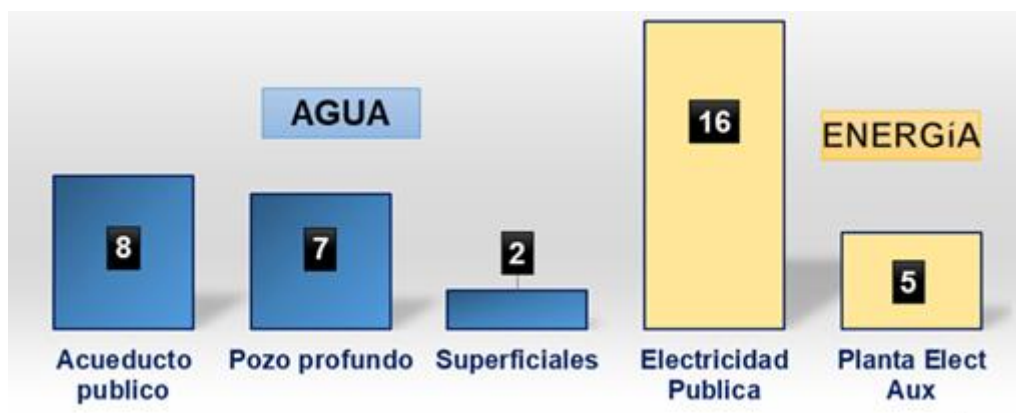 AGUA
ENERGíA
8
7
2
16
5
Acueducto
publico
Pozo profundo
Superficiales
Electricidad
Publica
Planta Elect
Aux